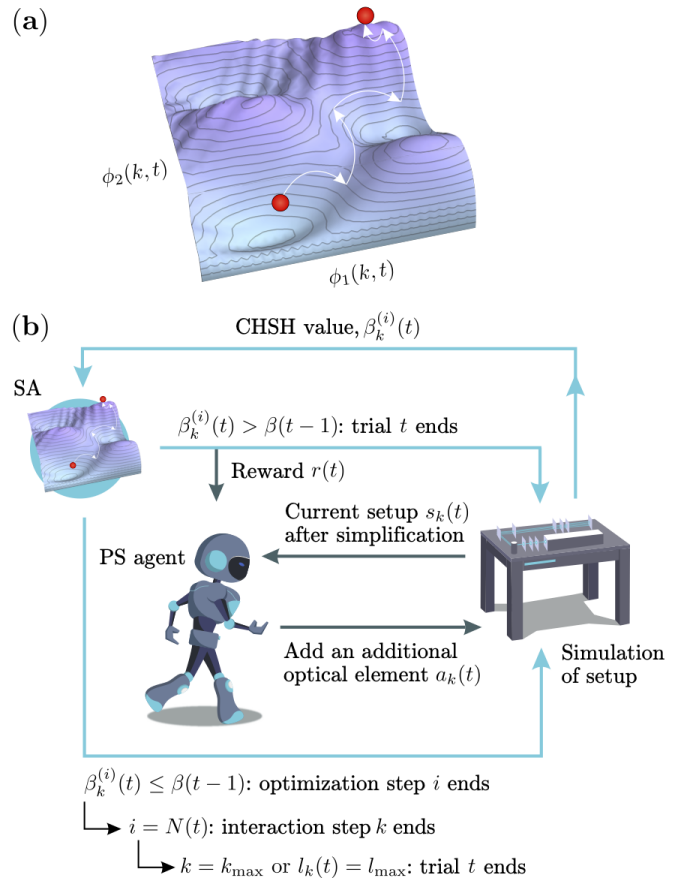 (a)
ϕ₂(k, t)
ϕ₁(k, t)
(b)
CHSH value, β_k^{(i)}(t)
SA
β_k^{(i)}(t) > β(t − 1): trial t ends
Reward r(t)
Current setup s_k(t)
after simplification
PS agent
Add an additional
optical element a_k(t)
Simulation
of setup
β_k^{(i)}(t) ≤ β(t − 1): optimization step i ends
i = N(t): interaction step k ends
k = k_max or l_k(t) = l_max: trial t ends